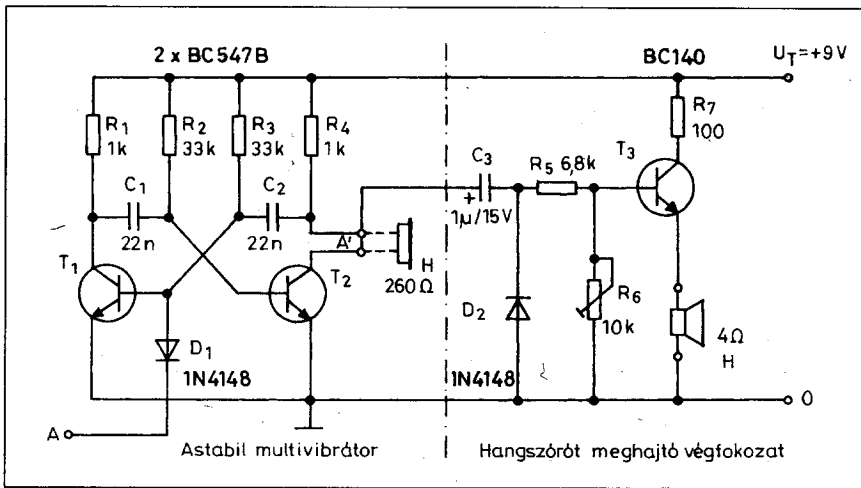 2 x BC547B
BC140
U_T=+9V
R1
1k
R2
33k
R3
33k
R4
1k
R7
100
C1
22n
C2
22n
C3
+
1µ/15V
R5 6,8k
T3
T1
T2
A'
H
260Ω
D1
1N4148
D2
1N4148
R6
10k
4Ω
H
A
0
Astabil multivibrátor
Hangszórót meghajtó végfokozat